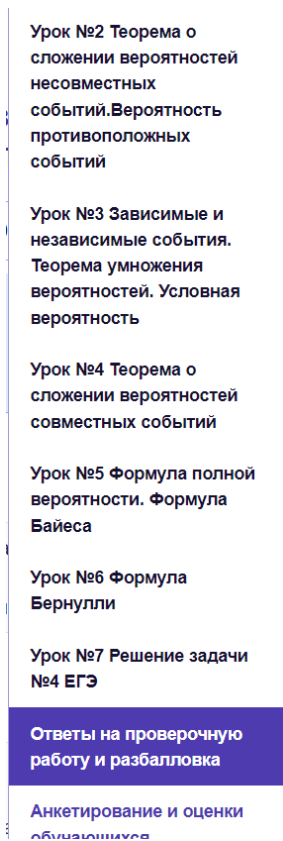 Урок №2 Теорема о
сложении вероятностей
несовместных
событий.Вероятность
противоположных
событий
Урок №3 Зависимые и
независимые события.
Теорема умножения
вероятностей. Условная
вероятность
Урок №4 Теорема о
сложении вероятностей
совместных событий
Урок №5 Формула полной
вероятности. Формула
Байеса
Урок №6 Формула
Бернулли
Урок №7 Решение задачи
№4 ЕГЭ
Ответы на проверочную
работу и разбалловка
Анкетирование и оценки
обучающихся